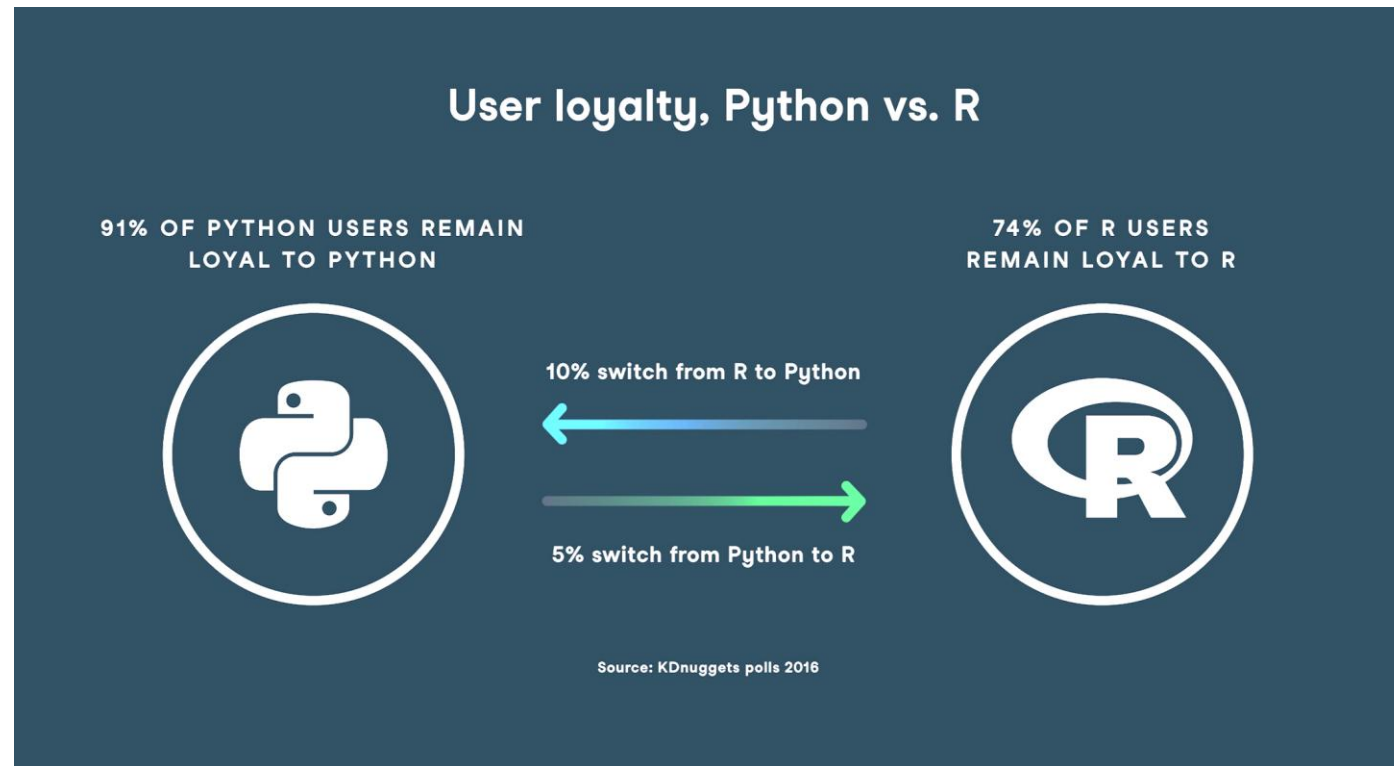 User loyalty, Python vs. R
91% OF PYTHON USERS REMAIN
LOYAL TO PYTHON
74% OF R USERS
REMAIN LOYAL TO R
10% switch from R to Python
5% switch from Python to R
R
Source: KDnuggets polls 2016